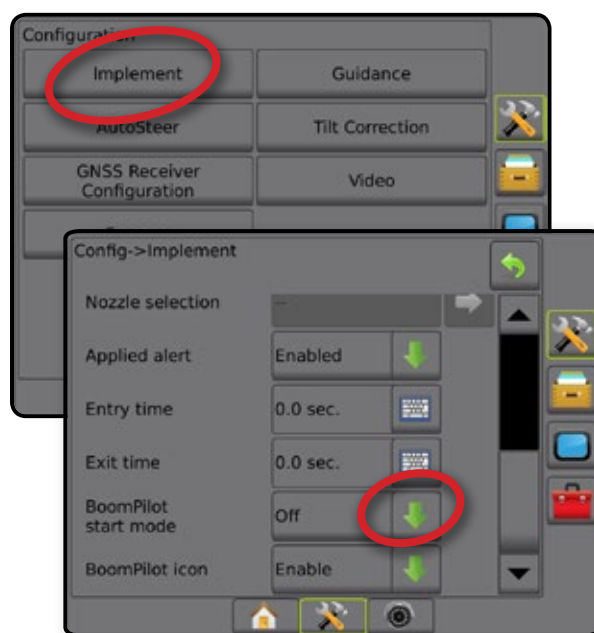 Configuration
Implement
Guidance
AutoSteer
Tilt Correction
GNSS Receiver
Configuration
Video
Config->Implement
Nozzle selection
--
Applied alert
Enabled
Entry time
0.0 sec.
Exit time
0.0 sec.
BoomPilot
start mode
Off
BoomPilot icon
Enable